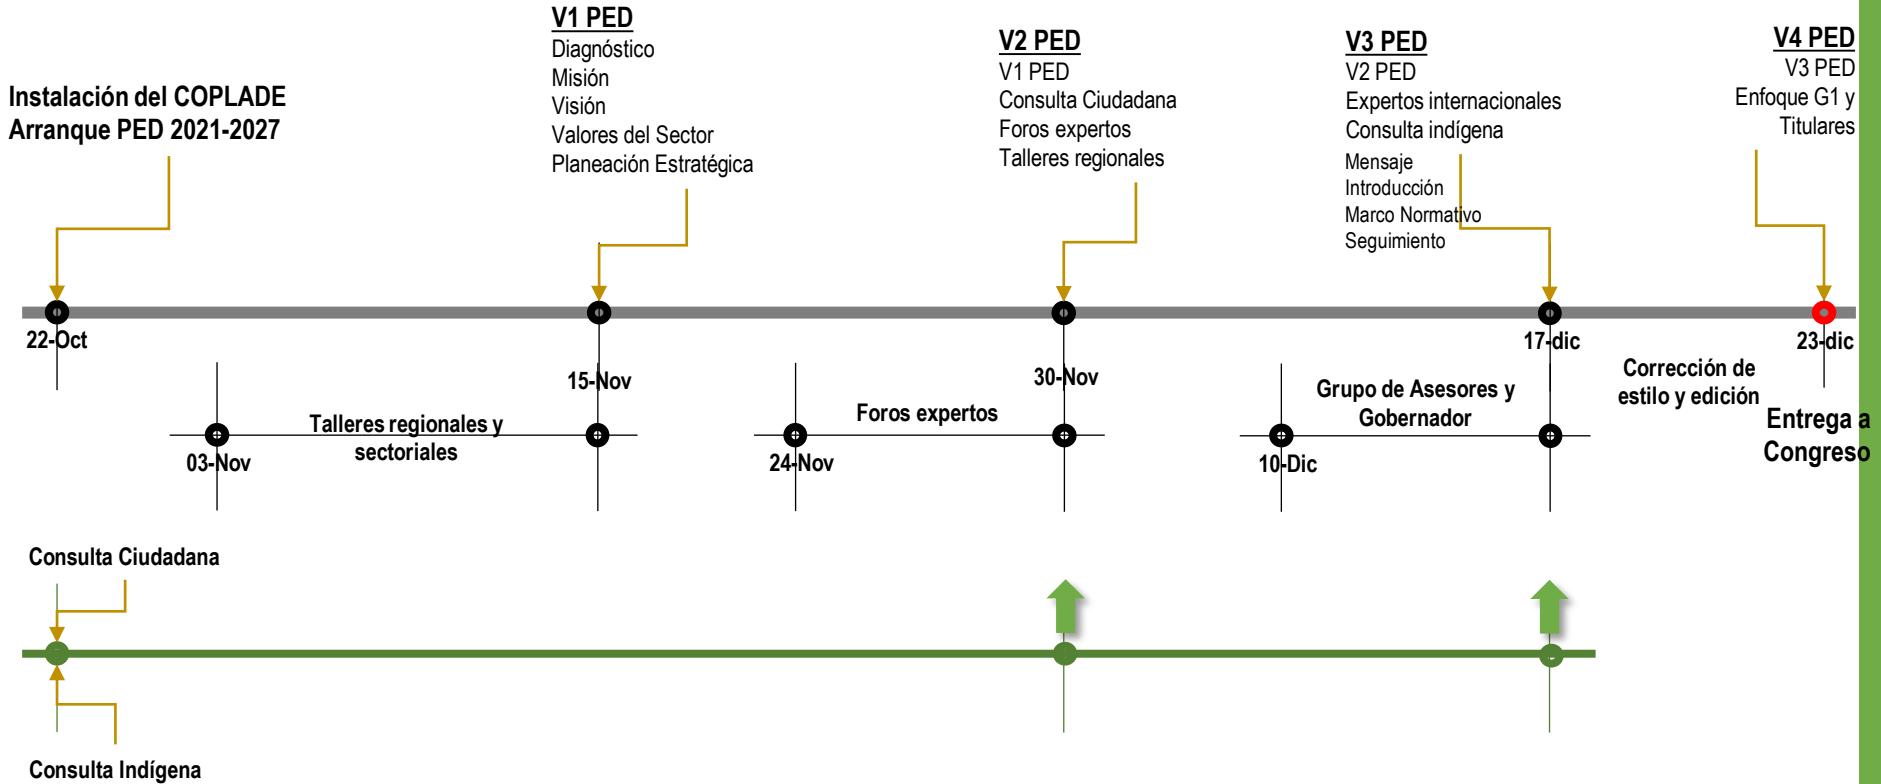 Instalación del COPLADE
Arranque PED 2021-2027
V1 PED
Diagnóstico
Misión
Visión
Valores del Sector
Planeación Estratégica
V2 PED
V1 PED
Consulta Ciudadana
Foros expertos
Talleres regionales
V3 PED
V2 PED
Expertos internacionales
Consulta indígena
Mensaje
Introducción
Marco Normativo
Seguimiento
V4 PED
V3 PED
Enfoque G1 y
Titulares
22-Oct
15-Nov
30-Nov
17-dic
23-dic
Talleres regionales y
sectoriales
03-Nov
Foros expertos
24-Nov
Grupo de Asesores y
Gobernador
10-Dic
Corrección de
estilo y edición
Entrega a
Congreso
Consulta Ciudadana
Consulta Indígena